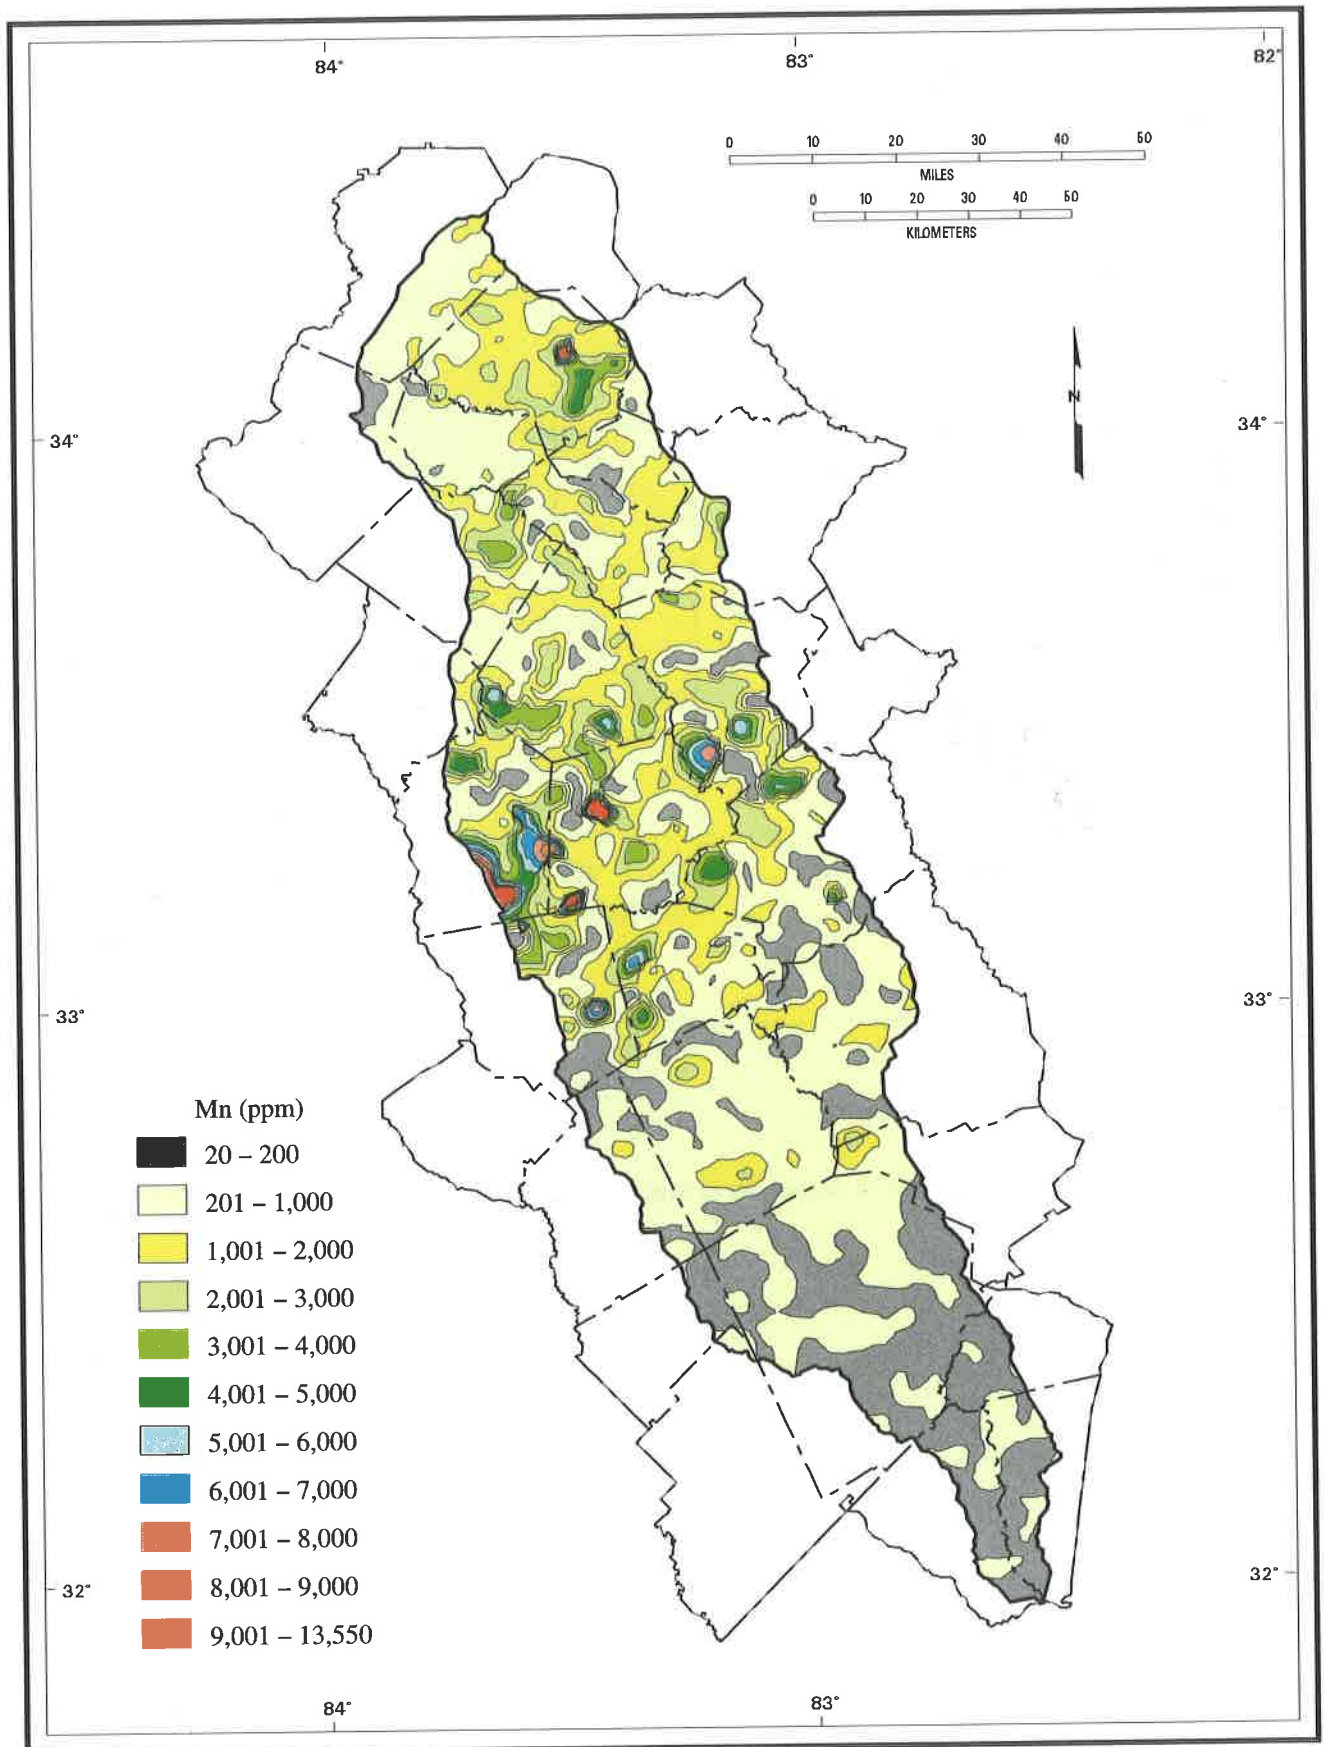 84° 83° 82°
0 10 20 30 40 50
MILES
0 10 20 30 40 50
KILOMETERS
N
34° 34°
33° 33°
Mn (ppm)
20 – 200
201 – 1,000
1,001 – 2,000
2,001 – 3,000
3,001 – 4,000
4,001 – 5,000
5,001 – 6,000
6,001 – 7,000
7,001 – 8,000
8,001 – 9,000
9,001 – 13,550
32° 32°
84° 83°